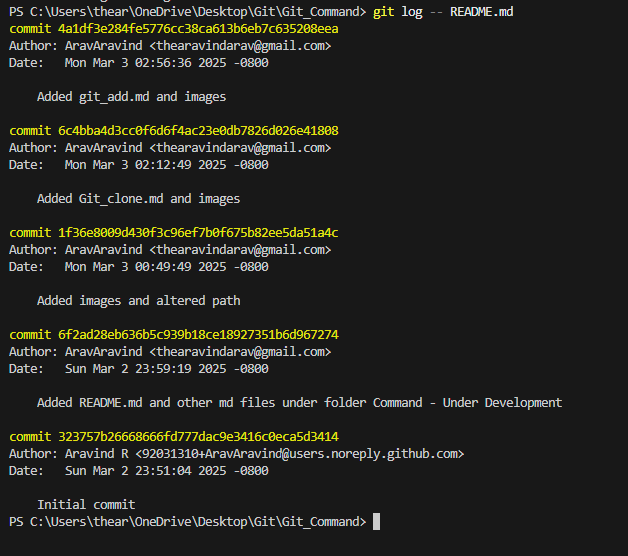 PS C:\Users\thear\OneDrive\Desktop\Git\Git_Command> git log -- README.md
commit 4a1df3e284fe5776cc38ca613b6eb7c635208eea
Author: AravAravind <thearavindarav@gmail.com>
Date:   Mon Mar 3 02:56:36 2025 -0800
    Added git_add.md and images
commit 6c4bba4d3cc0f6d6f4ac23e0db7826d026e41808
Author: AravAravind <thearavindarav@gmail.com>
Date:   Mon Mar 3 02:12:49 2025 -0800
    Added Git_clone.md and images
commit 1f36e8009d430f3c96ef7b0f675b82ee5da51a4c
Author: AravAravind <thearavindarav@gmail.com>
Date:   Mon Mar 3 00:49:49 2025 -0800
    Added images and altered path
commit 6f2ad28eb636b5c939b18ce18927351b6d967274
Author: AravAravind <thearavindarav@gmail.com>
Date:   Sun Mar 2 23:59:19 2025 -0800
    Added README.md and other md files under folder Command - Under Development
commit 323757b26668666fd777dac9e3416c0eca5d3414
Author: Aravind R <92031310+AravAravind@users.noreply.github.com>
Date:   Sun Mar 2 23:51:04 2025 -0800
    Initial commit
PS C:\Users\thear\OneDrive\Desktop\Git\Git_Command>